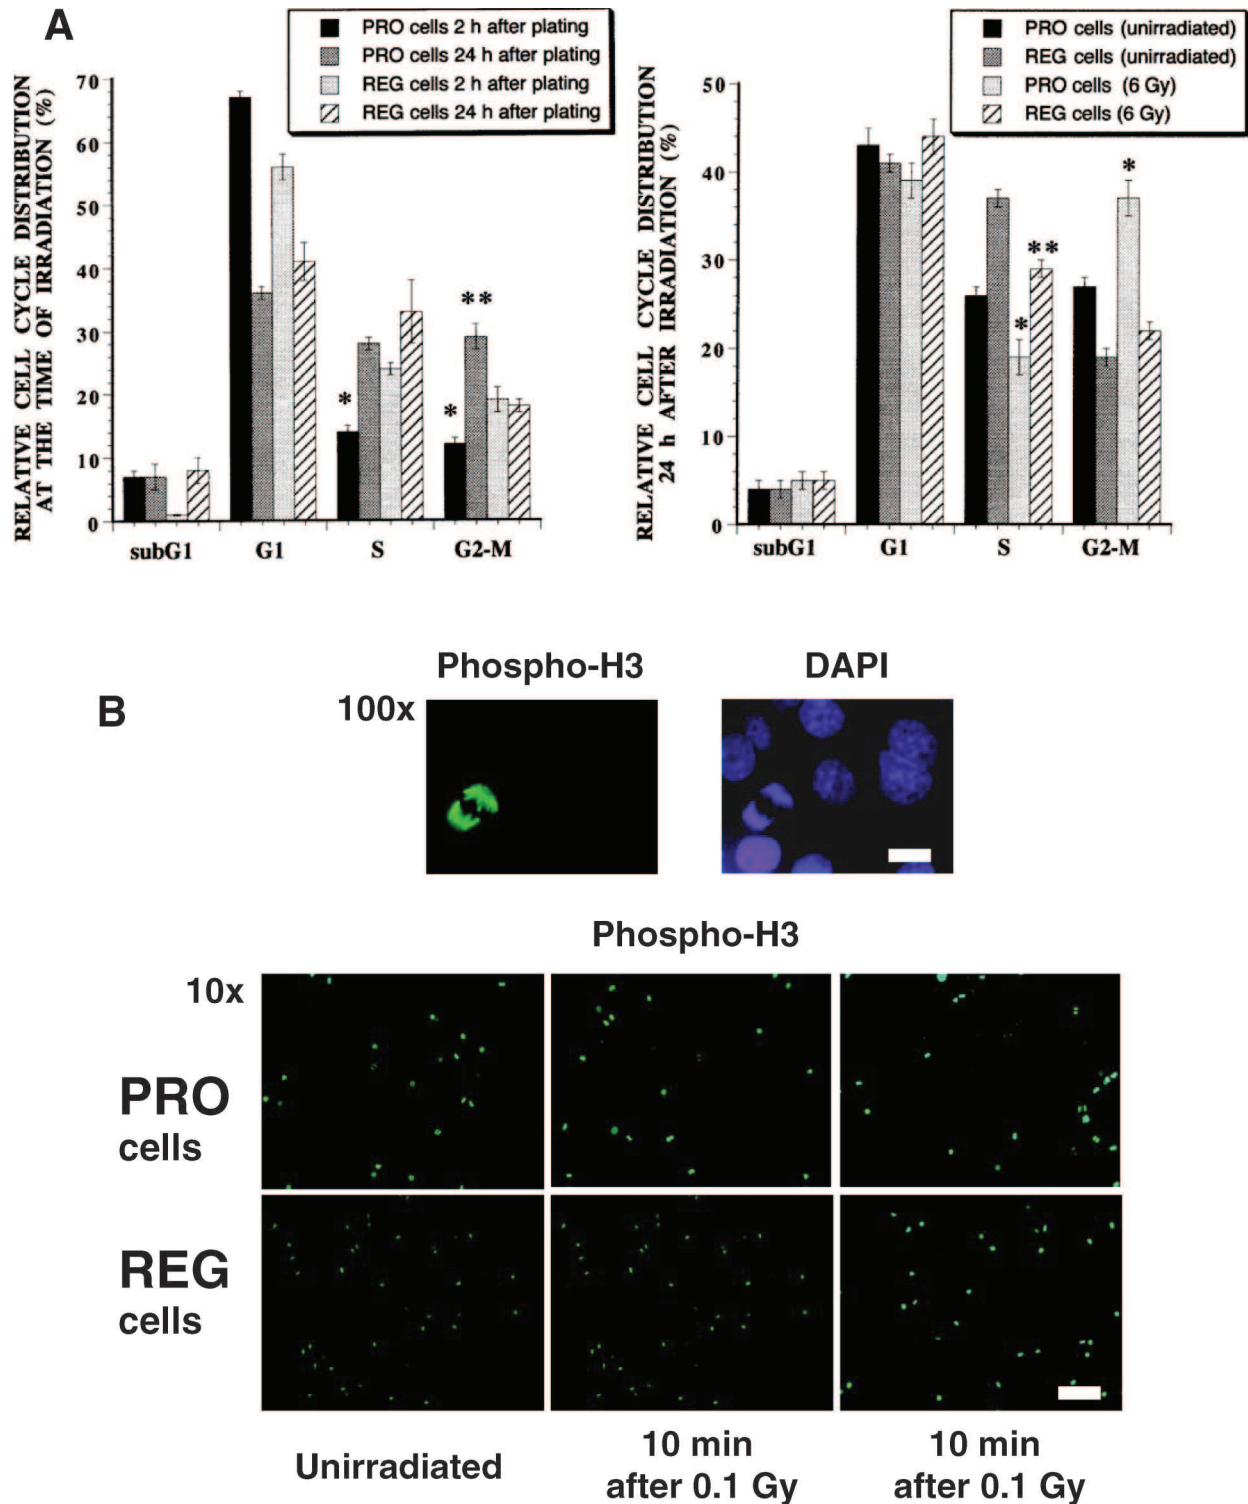 A
PRO cells 2 h after plating
PRO cells 24 h after plating
REG cells 2 h after plating
REG cells 24 h after plating
RELATIVE CELL CYCLE DISTRIBUTION
AT THE TIME OF IRRADIATION (%)
70
60
50
40
30
20
10
0
*
*
**
subG1 G1 S G2-M
PRO cells (unirradiated)
REG cells (unirradiated)
PRO cells (6 Gy)
REG cells (6 Gy)
RELATIVE CELL CYCLE DISTRIBUTION
24 h AFTER IRRADIATION (%)
50
40
30
20
10
0
*
**
*
subG1 G1 S G2-M
B
Phospho-H3 DAPI
100x
Phospho-H3
10x
PRO
cells
REG
cells
Unirradiated
10 min
after 0.1 Gy
10 min
after 0.1 Gy